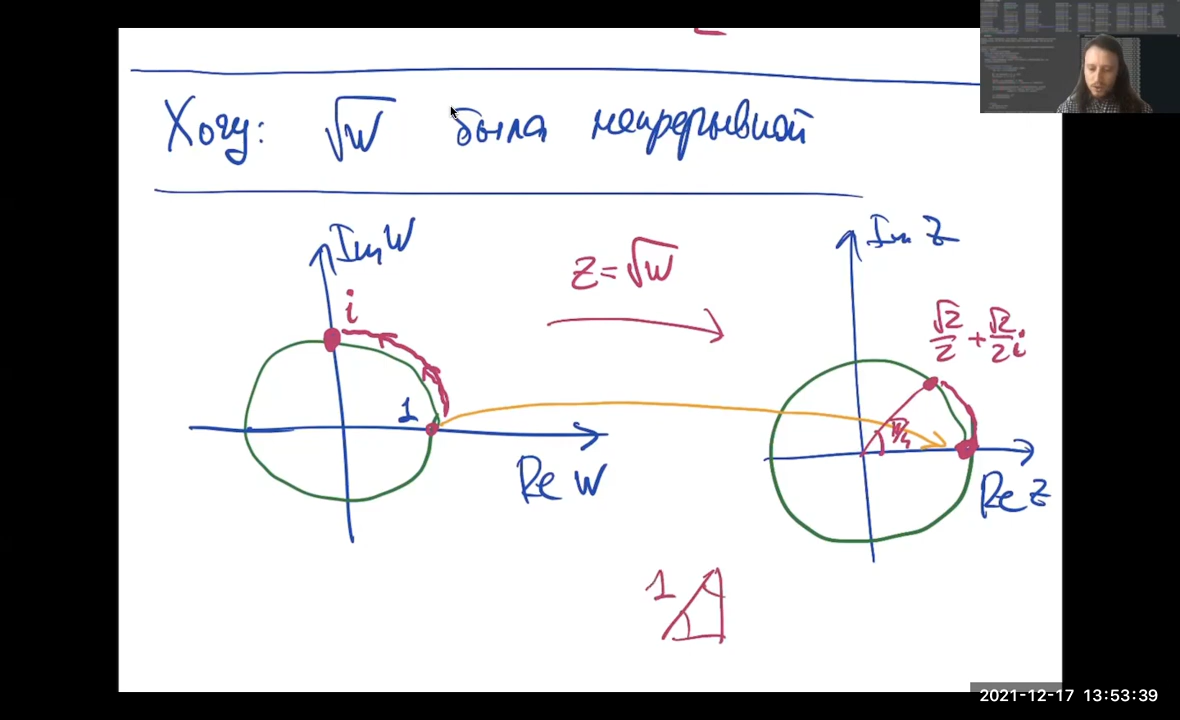 Хочу: √w была непрерывной
Im W
Im Z
z = √w
i
√2/2 + √2/2 i
1
π/4
Re W
Re Z
1
2021-12-17 13:53:39